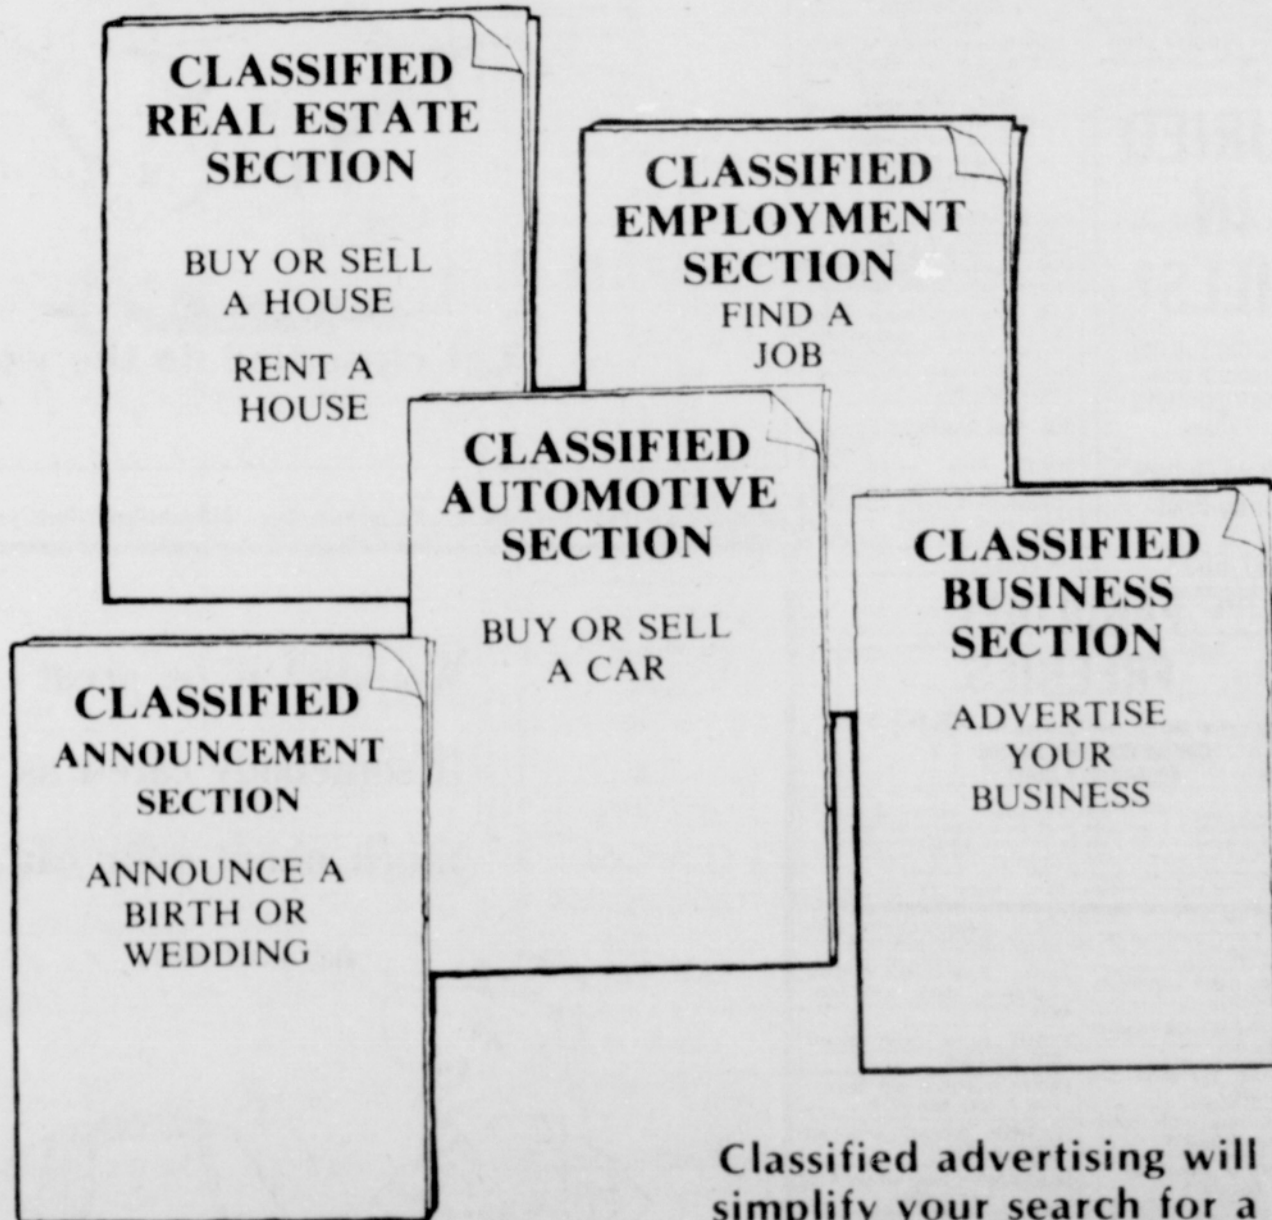 CLASSIFIED
REAL ESTATE
SECTION
BUY OR SELL
A HOUSE
RENT A
HOUSE
CLASSIFIED
EMPLOYMENT
SECTION
FIND A
JOB
CLASSIFIED
AUTOMOTIVE
SECTION
BUY OR SELL
A CAR
CLASSIFIED
BUSINESS
SECTION
ADVERTISE
YOUR
BUSINESS
CLASSIFIED
ANNOUNCEMENT
SECTION
ANNOUNCE A
BIRTH OR
WEDDING
Classified advertising will
simplify your search for a